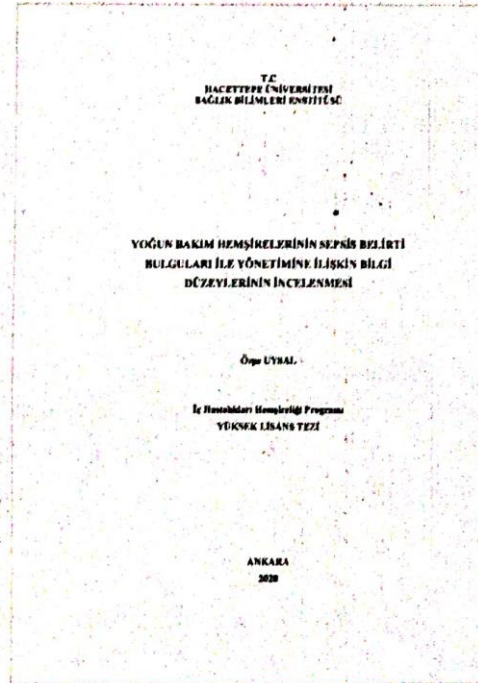 T.C
HACETTEPE ÜNİVERSİTESİ
SAĞLIK BİLİMLERİ ENSTİTÜSÜ
YOĞUN BAKIM HEMŞİRELERİNİN SEPSİS BELİRTİ
BULGULARI İLE YÖNETİMİNE İLİŞKİN BİLGİ
DÜZEYLERİNİN İNCELENMESİ
UYSAL
İç Hastalıkları Hemşireliği Programı
YÜKSEK LİSANS TEZİ
ANKARA
2020